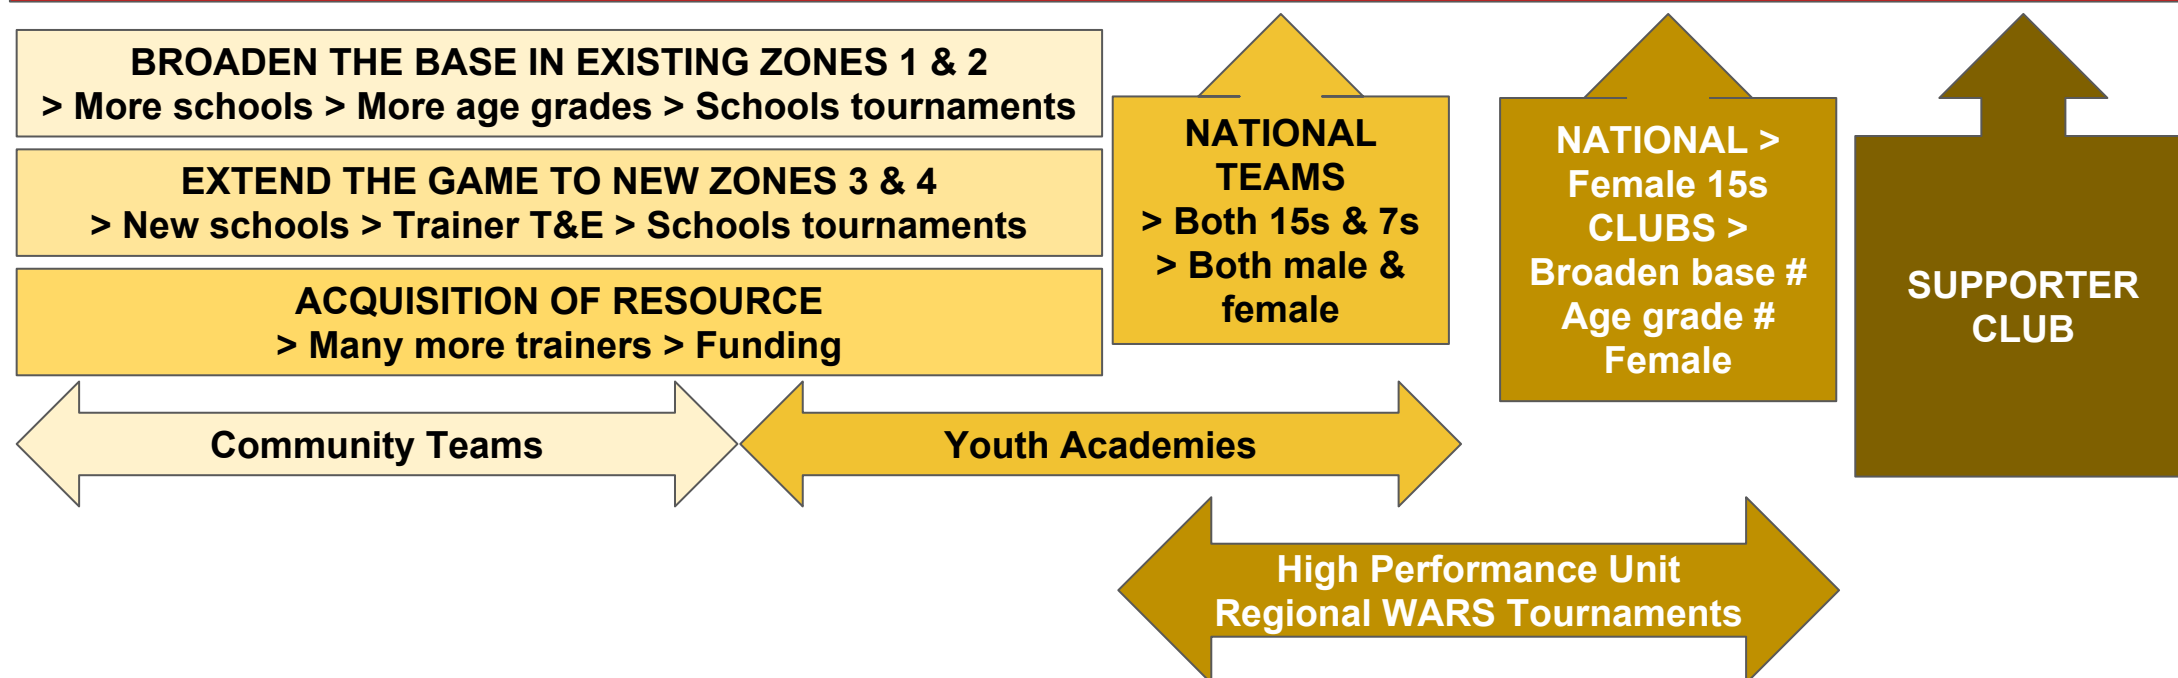 BROADEN THE BASE IN EXISTING ZONES 1 & 2
> More schools > More age grades > Schools tournaments
EXTEND THE GAME TO NEW ZONES 3 & 4
> New schools > Trainer T&E > Schools tournaments
ACQUISITION OF RESOURCE
> Many more trainers > Funding
NATIONAL
TEAMS
> Both 15s & 7s
> Both male &
female
NATIONAL >
Female 15s
CLUBS >
Broaden base #
Age grade #
Female
SUPPORTER
CLUB
Community Teams
Youth Academies
High Performance Unit
Regional WARS Tournaments